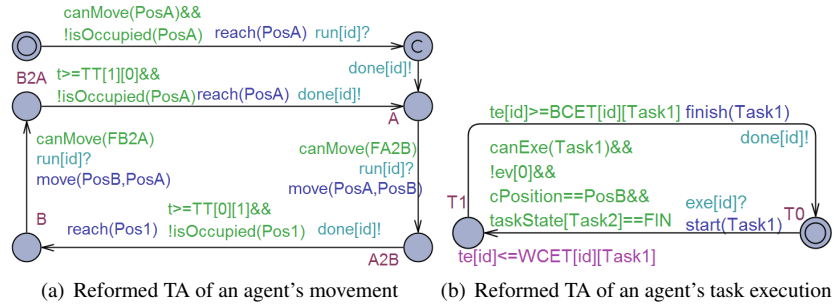 canMove(PosA)&&
!isOccupied(PosA) reach(PosA) run[id]?
C
done[id]!
B2A t>=TT[1][0]&&
!isOccupied(PosA) reach(PosA) done[id]!
A
canMove(FB2A)
run[id]?
move(PosB,PosA)
canMove(FA2B)
run[id]?
move(PosA,PosB)
B
t>=TT[0][1]&&
reach(Pos1) !isOccupied(Pos1) done[id]!
A2B
te[id]>=BCET[id][Task1] finish(Task1)
done[id]!
canExe(Task1)&&
!ev[0]&&
cPosition==PosB&&
taskState[Task2]==FIN
T1
exe[id]?
start(Task1)
T0
te[id]<=WCET[id][Task1]
(a) Reformed TA of an agent's movement
(b) Reformed TA of an agent's task execution